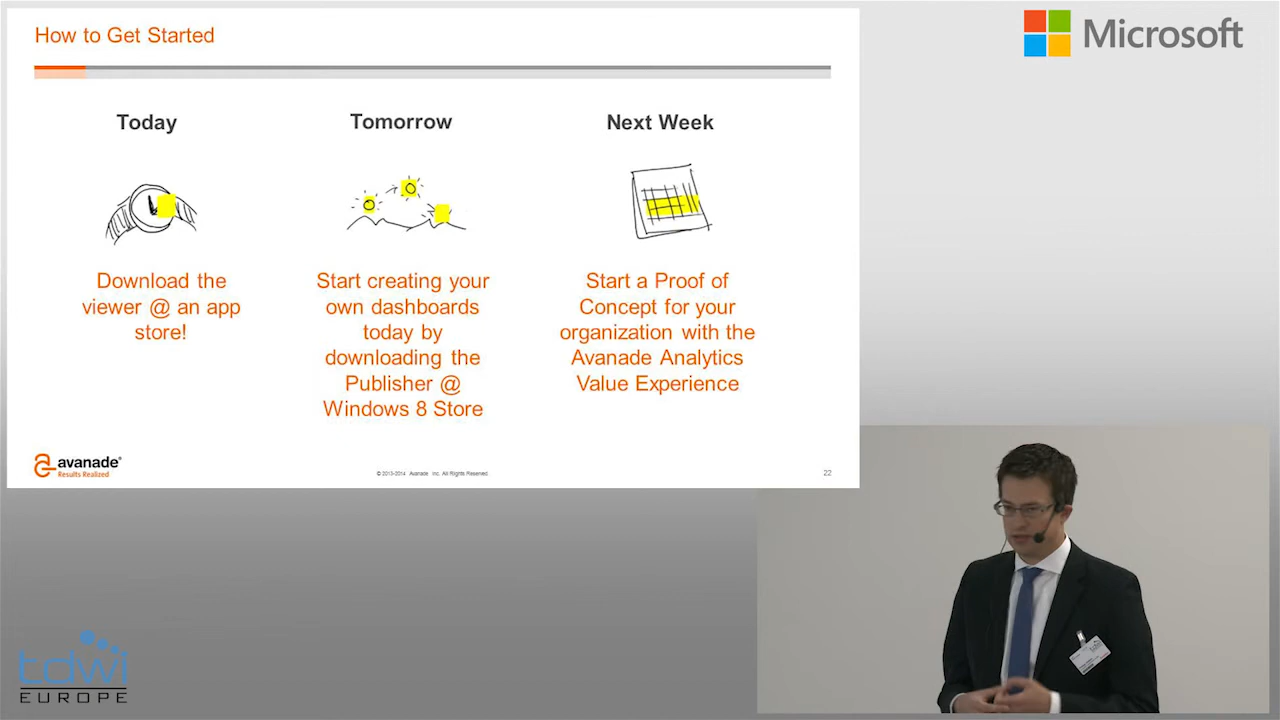 How to Get Started
Microsoft
Today
Tomorrow
Next Week
Download the
viewer @ an app
store!
Start creating your
own dashboards
today by
downloading the
Publisher @
Windows 8 Store
Start a Proof of
Concept for your
organization with the
Avanade Analytics
Value Experience
avanade®
Results Realized
© 2013-2014 Avanade Inc. All Rights Reserved.
22
tdwi
EUROPE